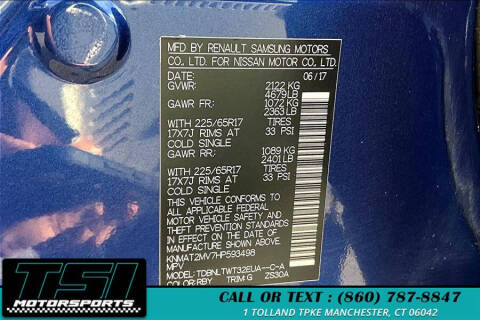 MFD BY RENAULT SAMSUNG MOTORS
CO., LTD. FOR NISSAN MOTOR CO., LTD.
DATE: 06/17
GVWR: 2122 KG
4679 LB
GAWR FR: 1072 KG
2363 LB
WITH 225/65R17 TIRES
17X7J RIMS AT 33 PSI
COLD SINGLE
GAWR RR: 1089 KG
2401 LB
WITH 225/65R17 TIRES
17X7J RIMS AT 33 PSI
COLD SINGLE
THIS VEHICLE CONFORMS TO
ALL APPLICABLE FEDERAL
MOTOR VEHICLE SAFETY AND
THEFT PREVENTION
STANDARDS IN EFFECT ON THE
DATE OF MANUFACTURE
SHOWN ABOVE.
KNMAT2MV7HP593498
MPV
MODEL: TDBNLTWT32EUA--C-A
COLOR:RBY TRIM G ZS30A
TSI
MOTORSPORTS
CALL OR TEXT : (860) 787-8847
1 TOLLAND TPKE MANCHESTER, CT 06042